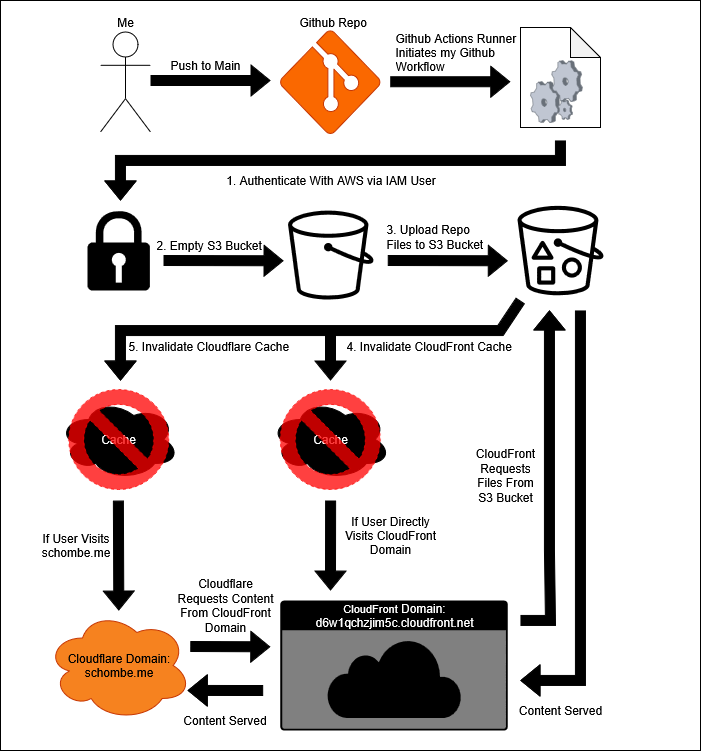 Me
Github Repo
Push to Main
Github Actions Runner
Initiates my Github
Workflow
1. Authenticate With AWS via IAM User
2. Empty S3 Bucket
3. Upload Repo
Files to S3 Bucket
5. Invalidate Cloudflare Cache
4. Invalidate CloudFront Cache
Cache
Cache
CloudFront
Requests
Files From
S3 Bucket
If User Visits
schombe.me
If User Directly
Visits CloudFront
Domain
Cloudflare
Requests Content
From CloudFront
Domain
CloudFront Domain:
d6w1qchzjim5c.cloudfront.net
Cloudflare Domain:
schombe.me
Content Served
Content Served